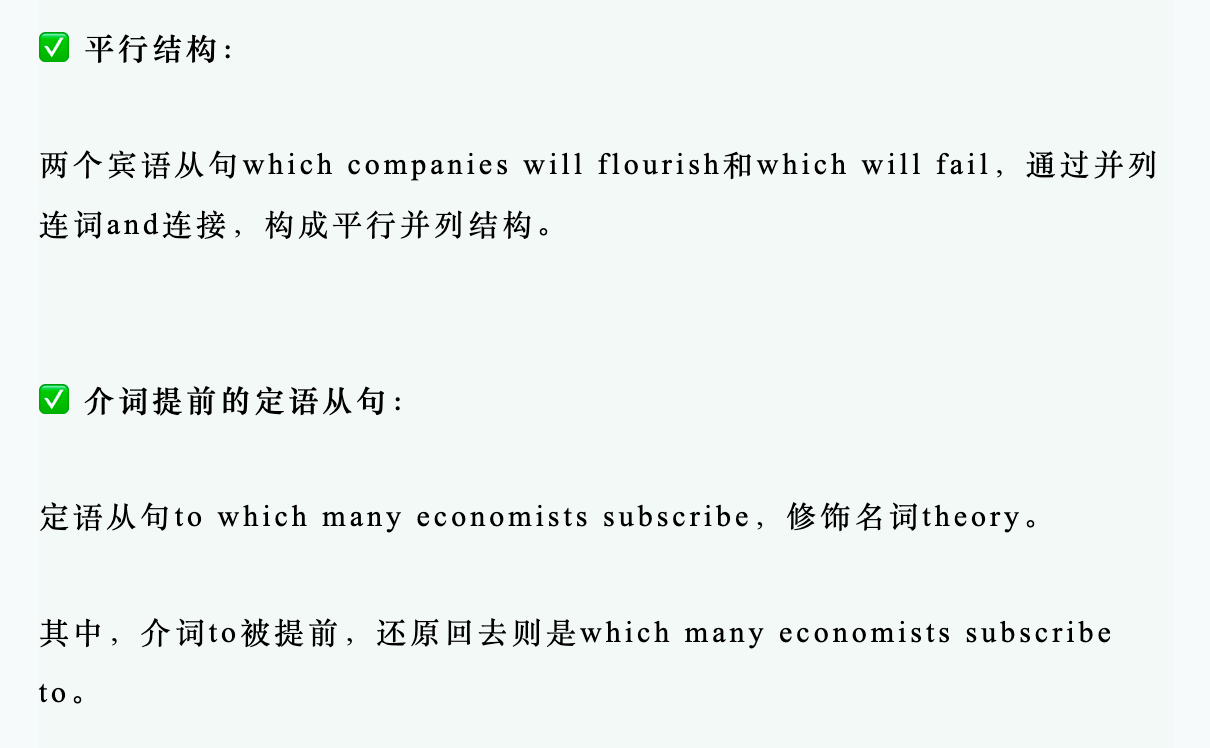 ✅ 平行结构：
两个宾语从句which companies will flourish和which will fail，通过并列
连词and连接，构成平行并列结构。
✅ 介词提前的定语从句：
定语从句to which many economists subscribe，修饰名词theory。
其中，介词to被提前，还原回去则是which many economists subscribe
to。